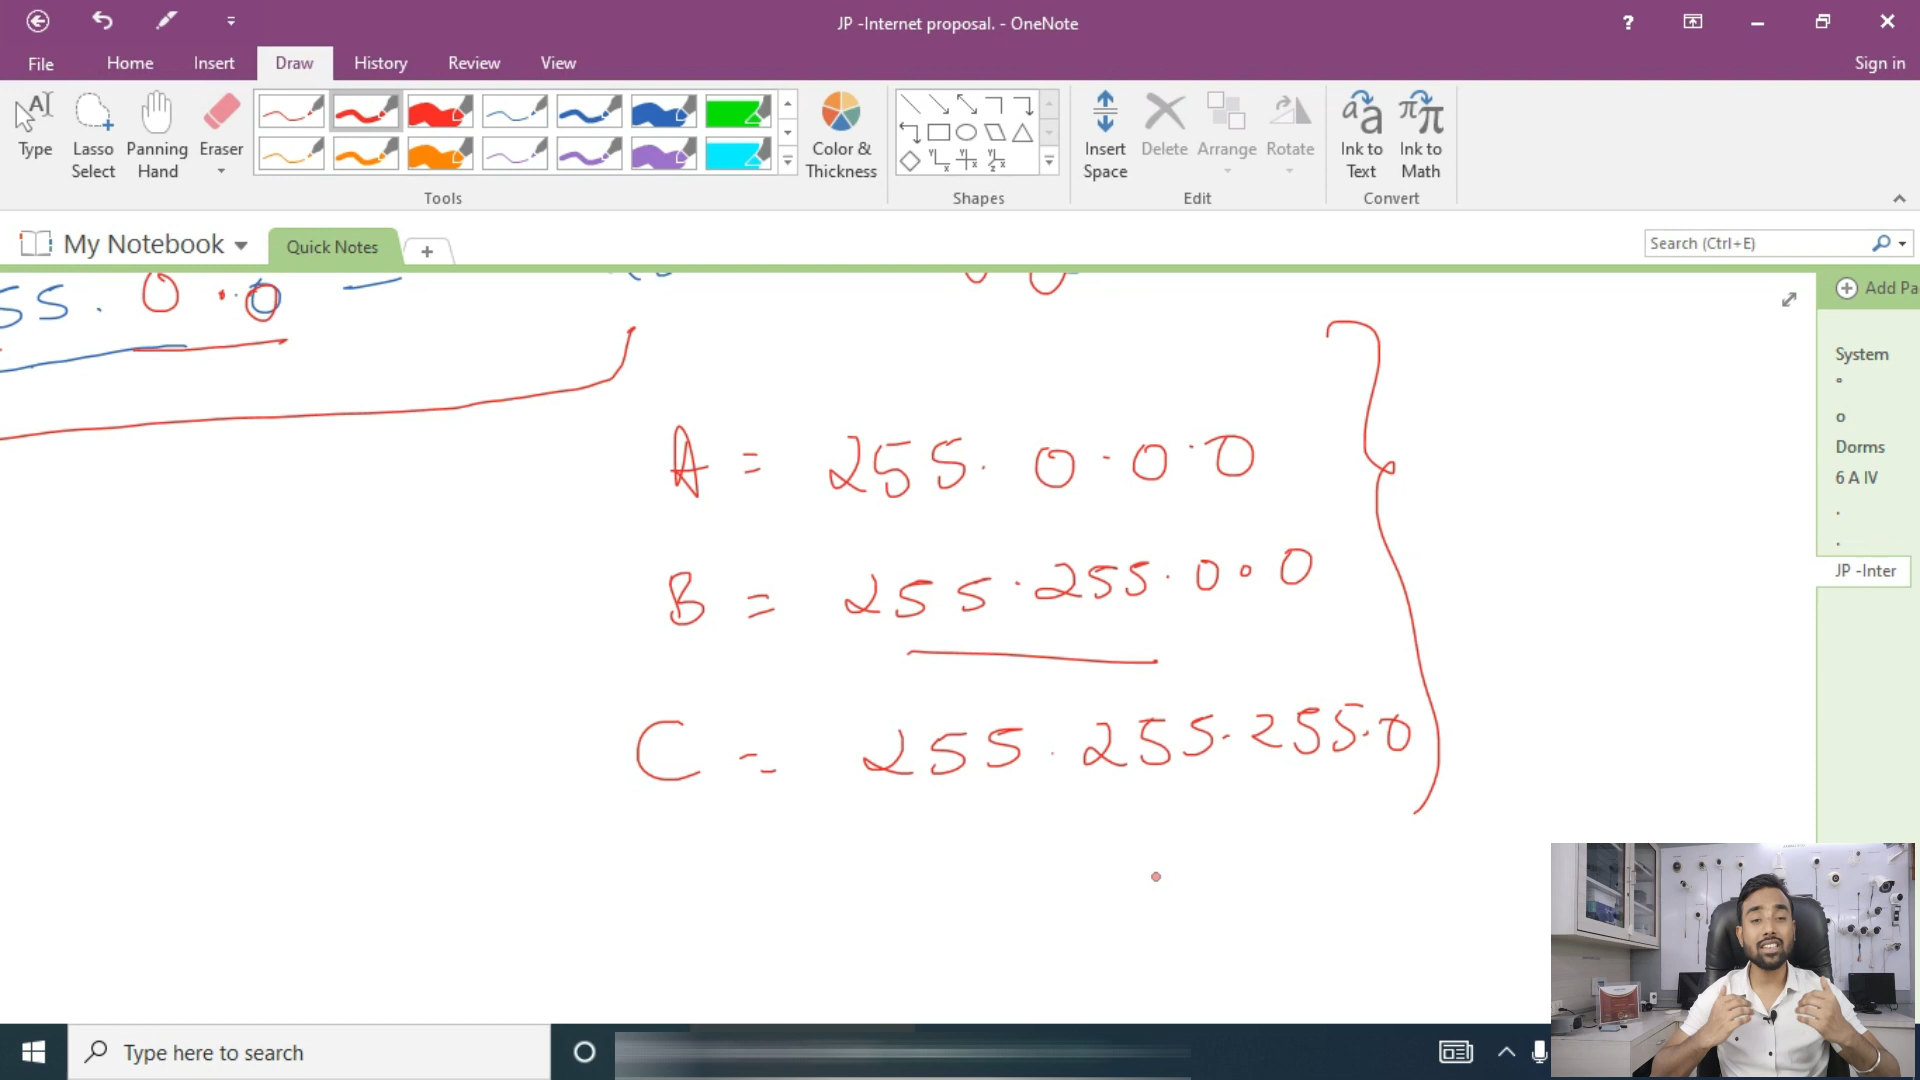 JP -Internet proposal. - OneNote
File Home Insert Draw History Review View Sign in
Type
Lasso Select
Panning Hand
Eraser
Color & Thickness
Insert Space
Delete
Arrange
Rotate
Ink to Text
Ink to Math
Tools
Shapes
Edit
Convert
My Notebook
Quick Notes
Search (Ctrl+E)
Add Pa
55.0.0
System
o
Dorms
6 A IV
.
.
JP -Inter
A = 255.0.0.0
B = 255.255.0.0
C = 255.255.255.0
Type here to search